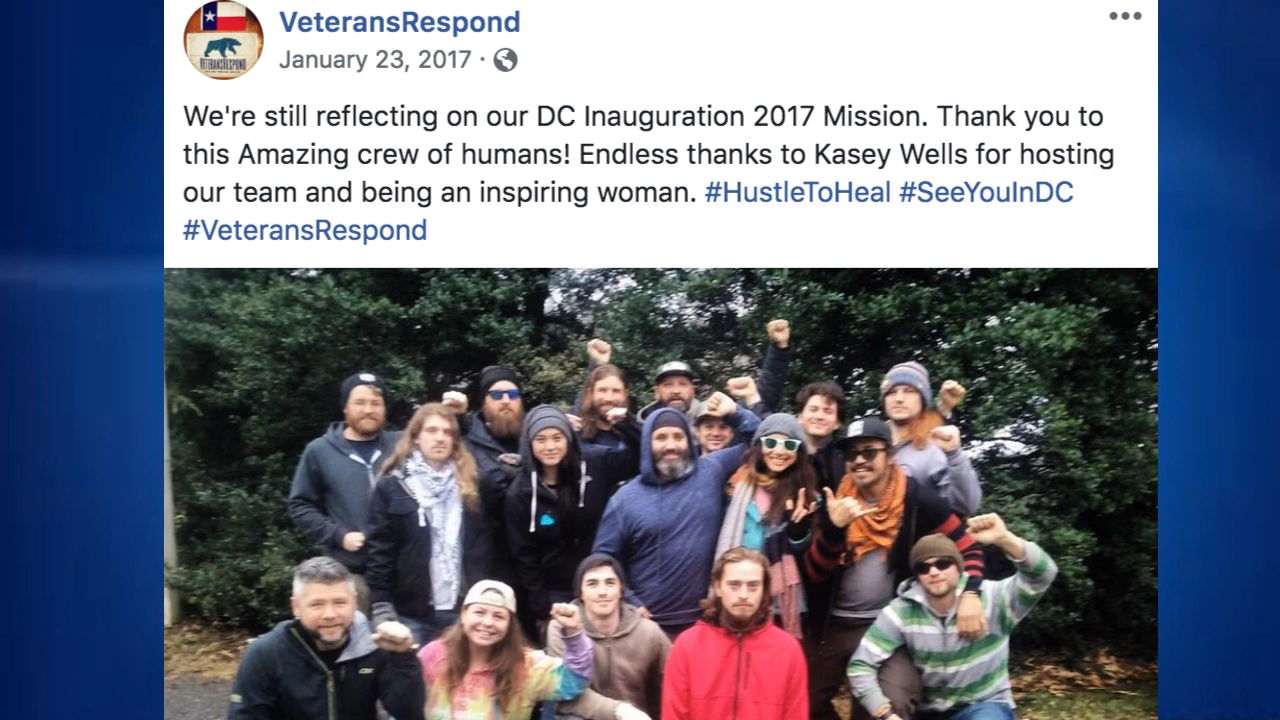 VeteransRespond
January 23, 2017 ·
We're still reflecting on our DC Inauguration 2017 Mission. Thank you to
this Amazing crew of humans! Endless thanks to Kasey Wells for hosting
our team and being an inspiring woman. #HustleToHeal #SeeYouInDC
#VeteransRespond
VETERANSRESPOND